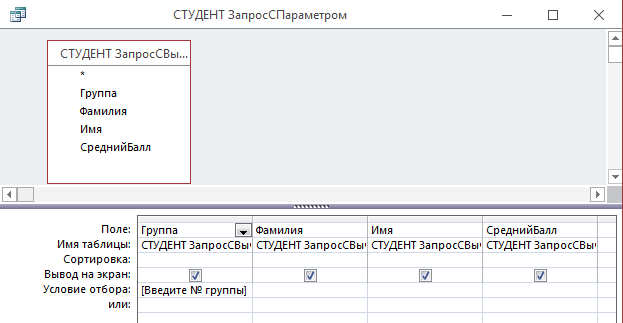 СТУДЕНТ ЗапросСПараметром
СТУДЕНТ ЗапросСВы...
*
Группа
Фамилия
Имя
СреднийБалл
Поле: Группа Фамилия Имя СреднийБалл
Имя таблицы: СТУДЕНТ ЗапросСВы СТУДЕНТ ЗапросСВы СТУДЕНТ ЗапросСВы СТУДЕНТ ЗапросСВы
Сортировка:
Вывод на экран:
Условие отбора: [Введите № группы]
или: